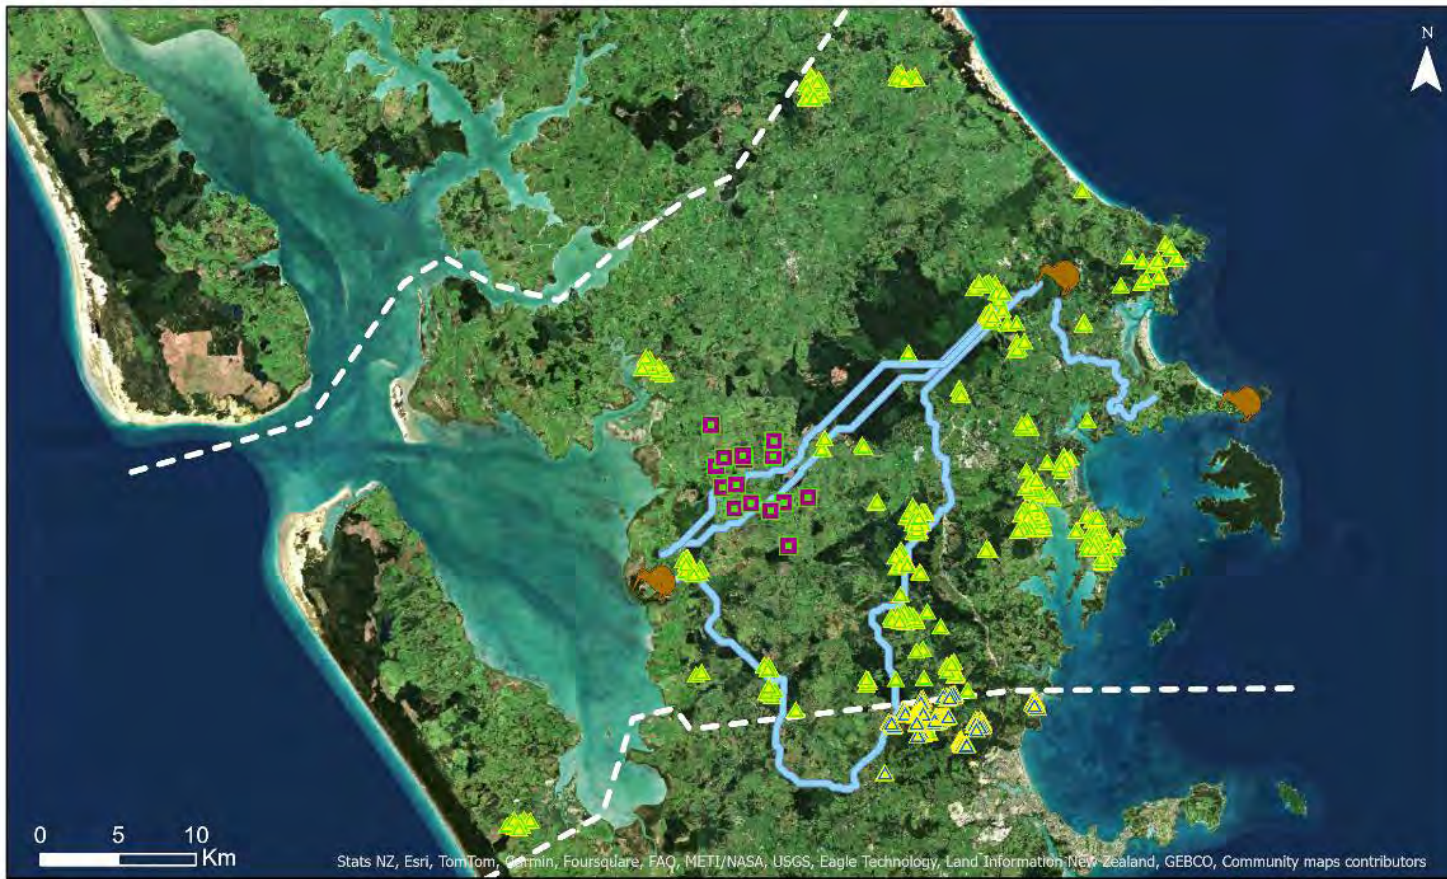 N
0 5 10
Km
Stats NZ, Esri, TomTom, Garmin, Foursquare, FAO, METI/NASA, USGS, Eagle Technology, Land Information New Zealand, GEBCO, Community maps contributors